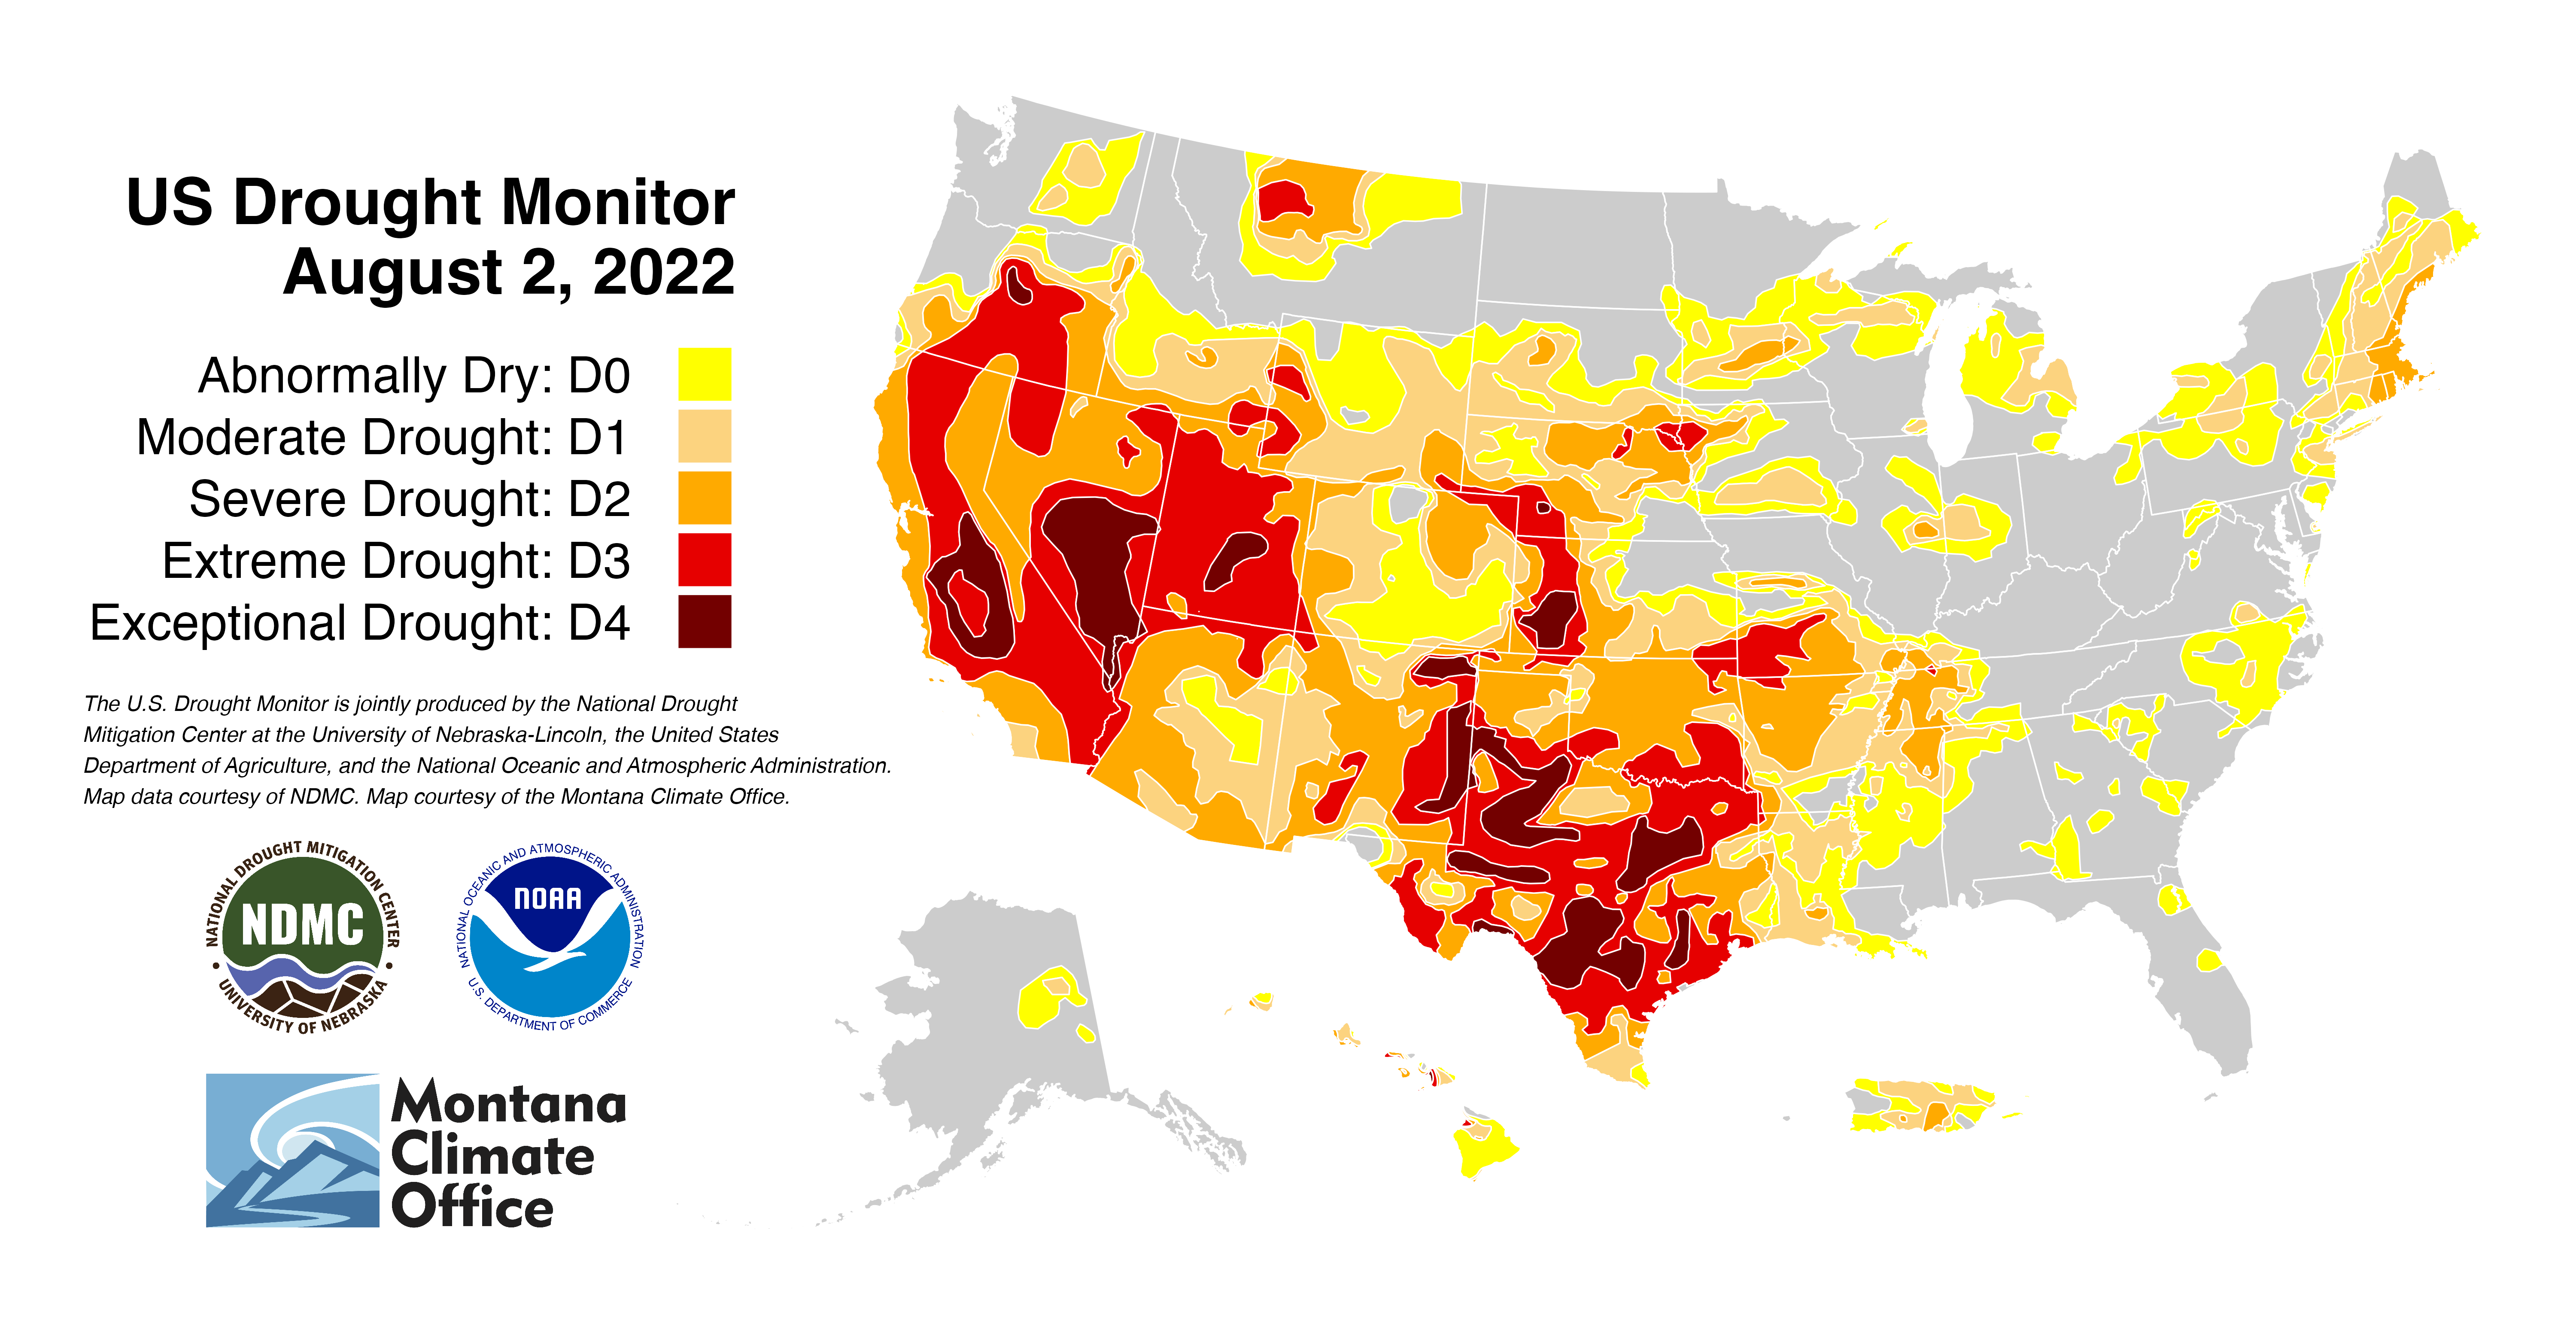 US Drought Monitor
August 2, 2022
Abnormally Dry: D0
Moderate Drought: D1
Severe Drought: D2
Extreme Drought: D3
Exceptional Drought: D4
The U.S. Drought Monitor is jointly produced by the National Drought
Mitigation Center at the University of Nebraska-Lincoln, the United States
Department of Agriculture, and the National Oceanic and Atmospheric Administration.
Map data courtesy of NDMC. Map courtesy of the Montana Climate Office.
NATIONAL DROUGHT MITIGATION CENTER
NDMC
• UNIVERSITY OF NEBRASKA •
NATIONAL OCEANIC AND ATMOSPHERIC ADMINISTRATION
NOAA
U.S. DEPARTMENT OF COMMERCE
Montana
Climate
Office